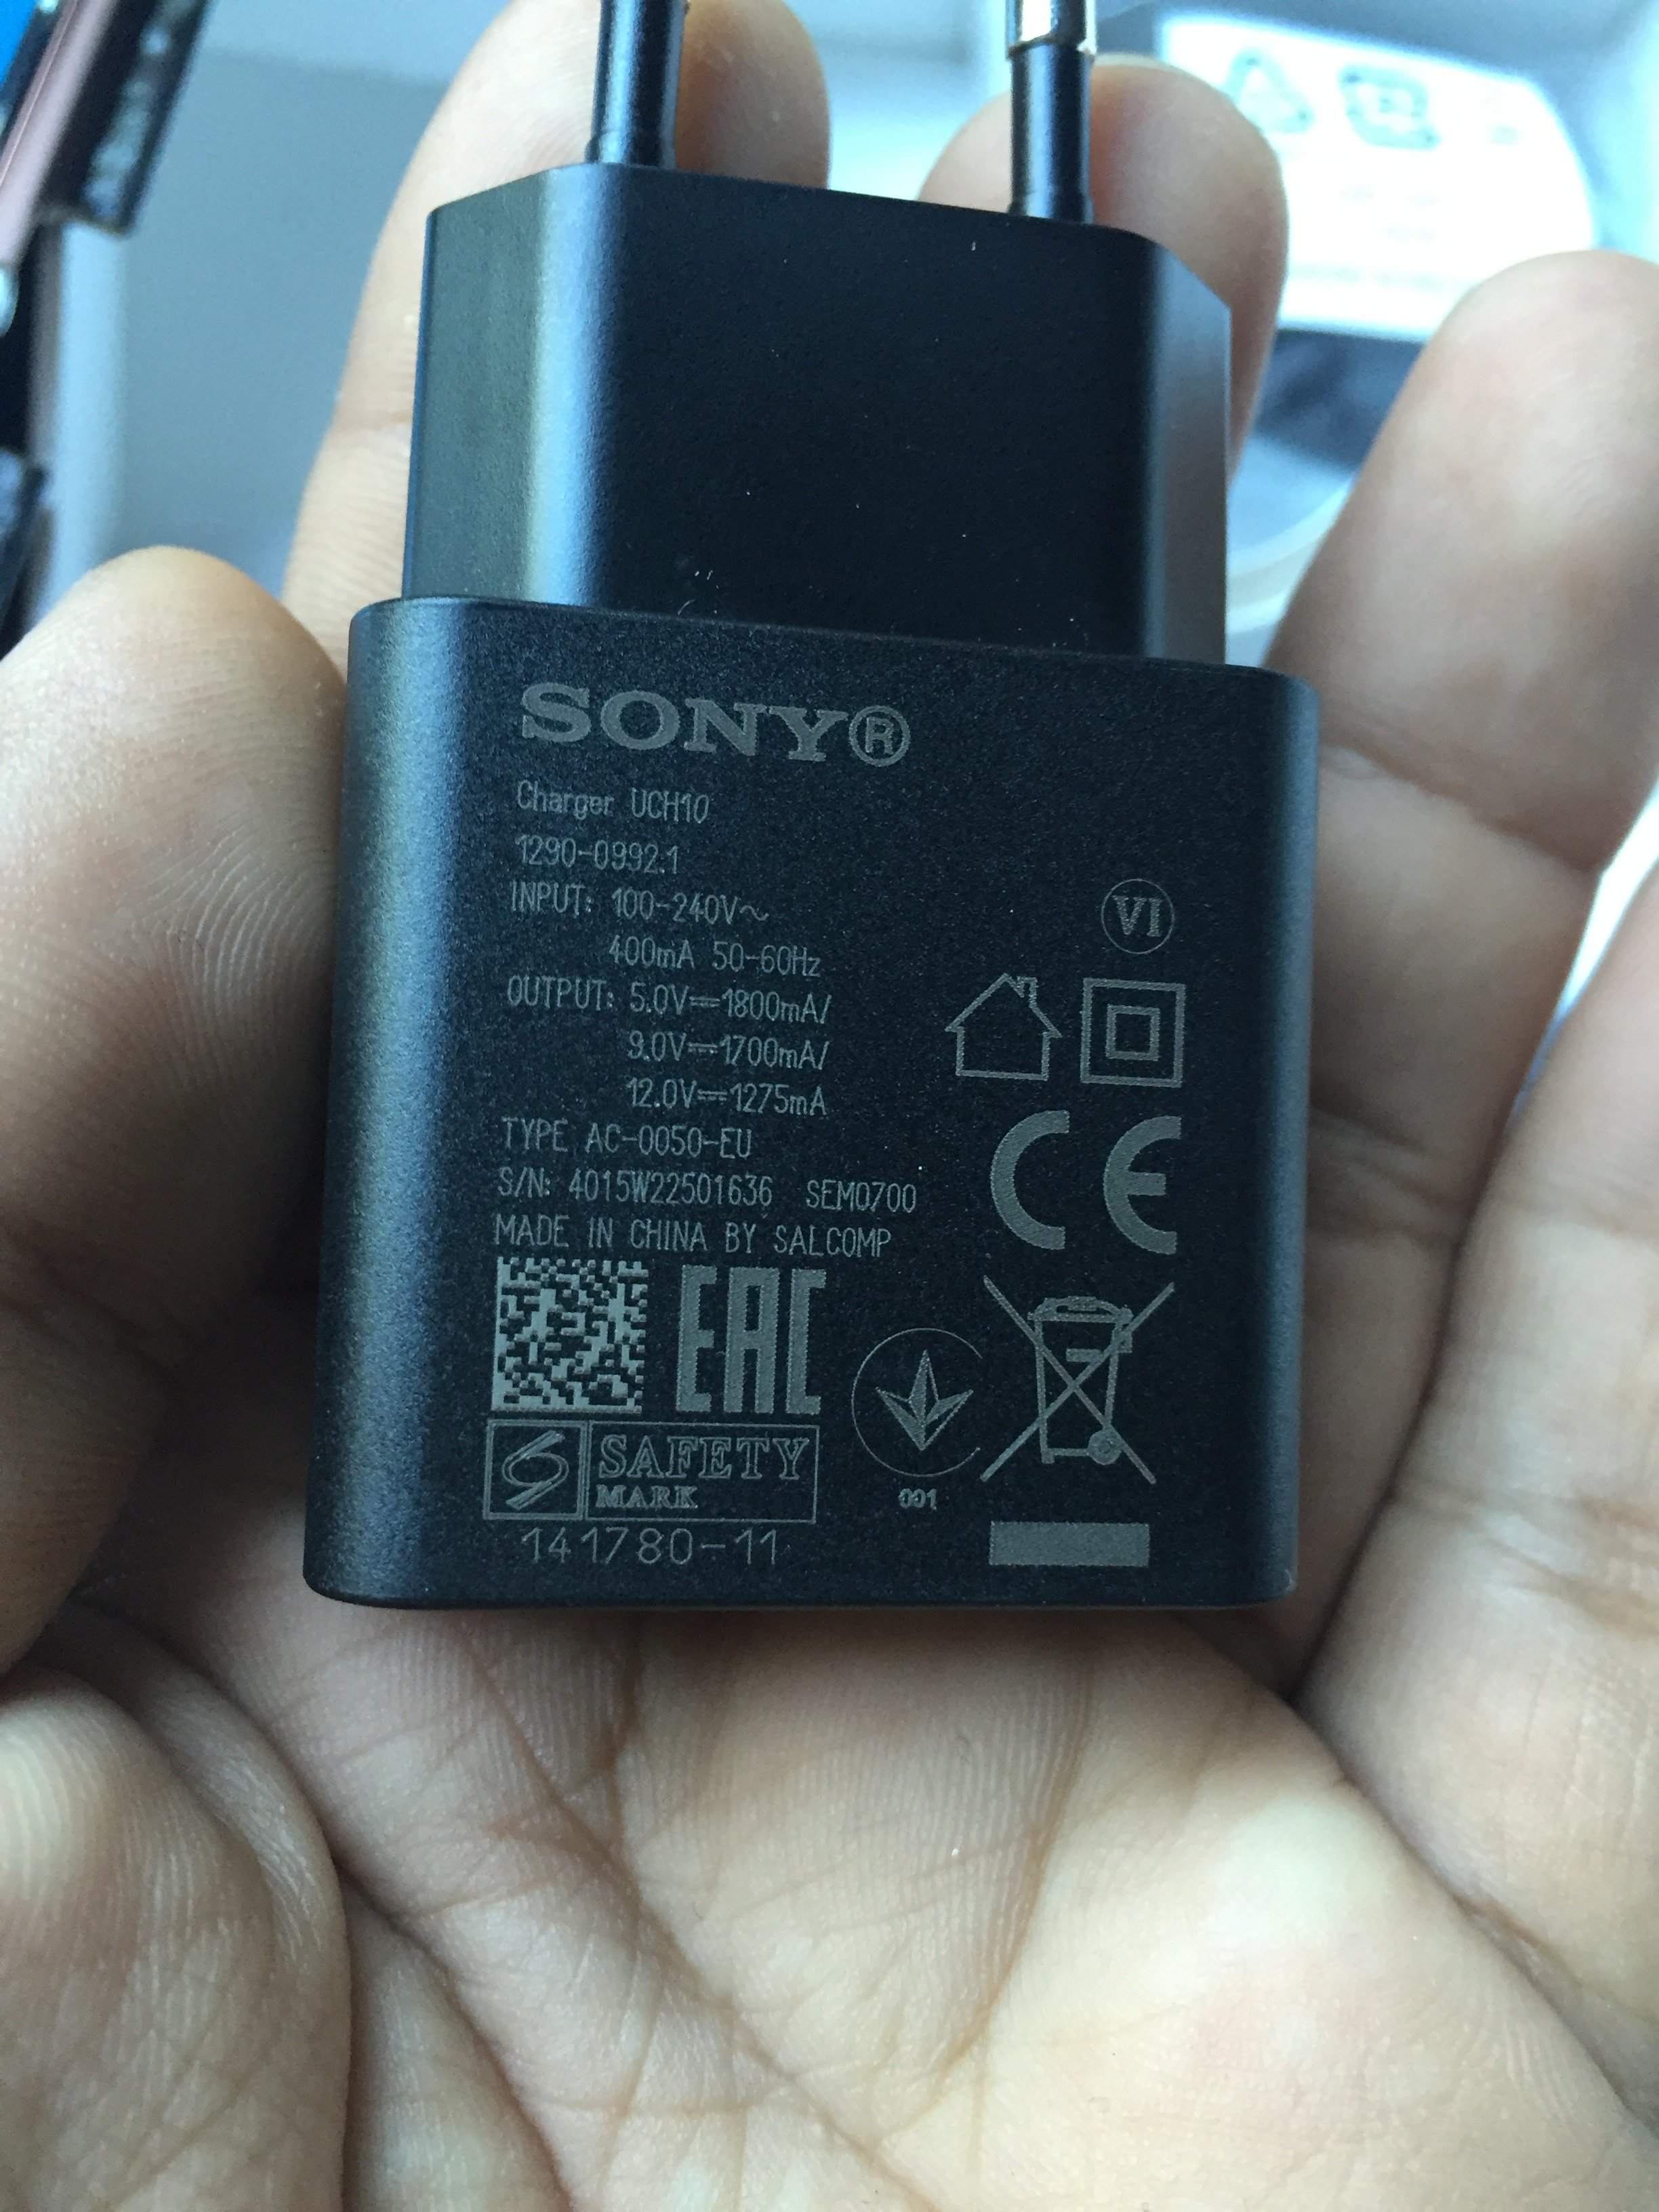 SONY®
Charger UCH10
1290-0992.1
INPUT: 100-240V~
400mA 50-60Hz
OUTPUT: 5.0V⎓1800mA/
9.0V⎓1700mA/
12.0V⎓1275mA
TYPE AC-0050-EU
S/N: 4015W22501636 SEM0700
MADE IN CHINA BY SALCOMP
VI
CE
EAC
SAFETY
MARK
141780-11
001